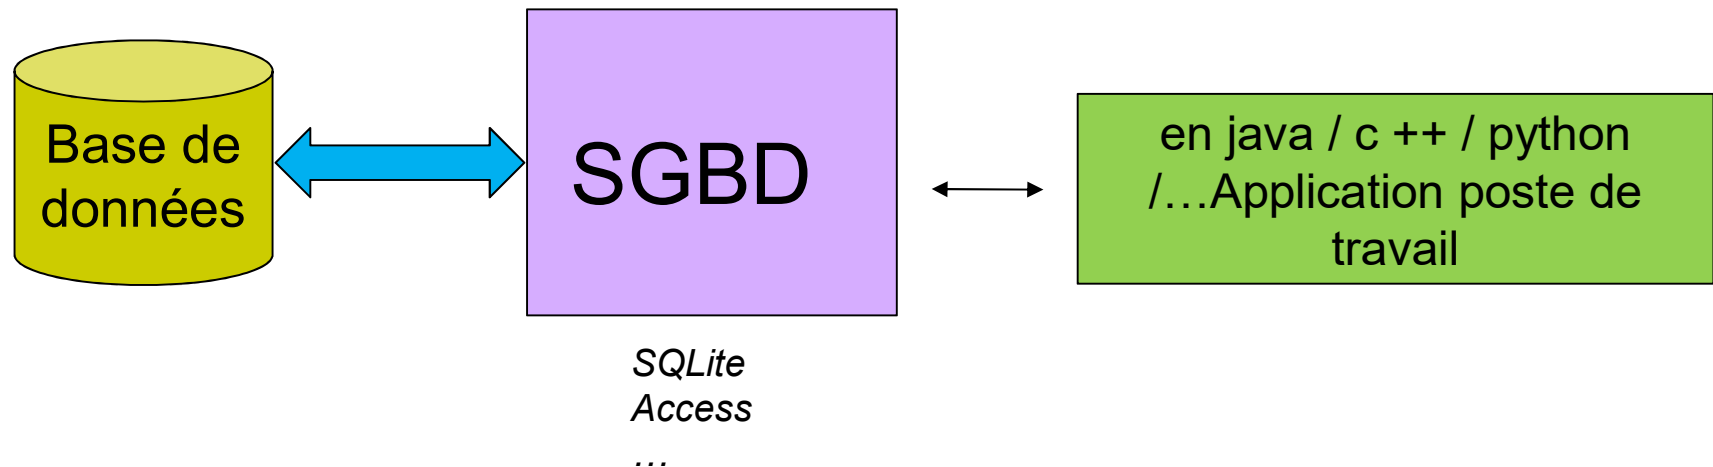 Base de
données
SGBD
en java / c ++ / python
/…Application poste de
travail
SQLite
Access
…